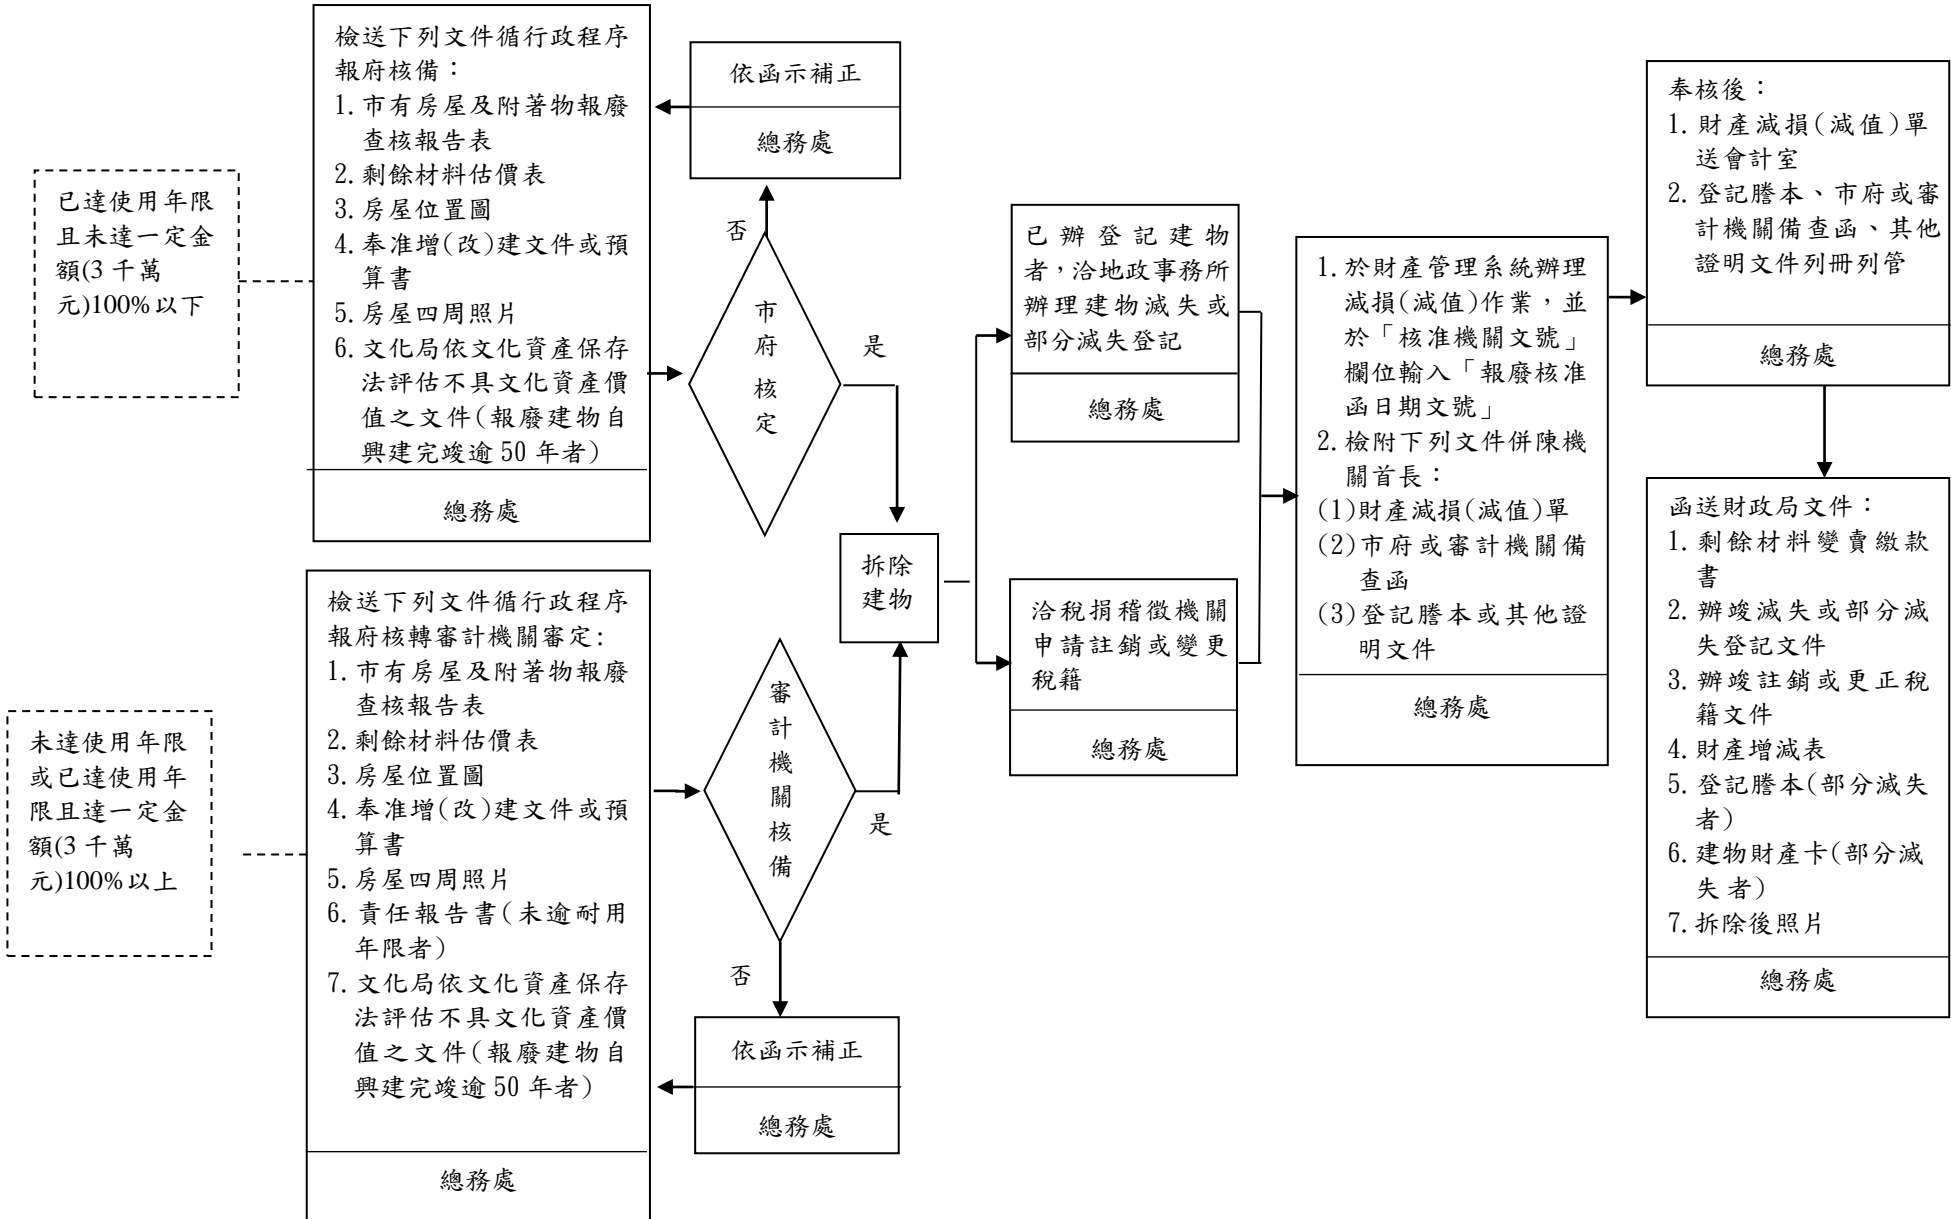 已達使用年限
且未達一定金
額(3 千萬
元)100%以下
檢送下列文件循行政程序
報府核備：
1.市有房屋及附著物報廢
查核報告表
2.剩餘材料估價表
3.房屋位置圖
4.奉准增(改)建文件或預
算書
5.房屋四周照片
6.文化局依文化資產保存
法評估不具文化資產價
值之文件(報廢建物自
興建完竣逾 50 年者)
總務處
依函示補正
總務處
否
市府核定
是
未達使用年限
或已達使用年
限且達一定金
額(3 千萬
元)100%以上
檢送下列文件循行政程序
報府核轉審計機關審定:
1.市有房屋及附著物報廢
查核報告表
2.剩餘材料估價表
3.房屋位置圖
4.奉准增(改)建文件或預
算書
5.房屋四周照片
6.責任報告書(未逾耐用
年限者)
7.文化局依文化資產保存
法評估不具文化資產價
值之文件(報廢建物自
興建完竣逾 50 年者)
總務處
審計機關核備
是
否
依函示補正
總務處
拆除
建物
已辦登記建物
者，洽地政事務所
辦理建物滅失或
部分滅失登記
總務處
洽稅捐稽徵機關
申請註銷或變更
稅籍
總務處
1.於財產管理系統辦理
減損(減值)作業，並
於「核准機關文號」
欄位輸入「報廢核准
函日期文號」
2.檢附下列文件併陳機
關首長：
(1)財產減損(減值)單
(2)市府或審計機關備
查函
(3)登記謄本或其他證
明文件
總務處
奉核後：
1.財產減損(減值)單
送會計室
2.登記謄本、市府或審
計機關備查函、其他
證明文件列冊列管
總務處
函送財政局文件：
1.剩餘材料變賣繳款
書
2.辦竣滅失或部分滅
失登記文件
3.辦竣註銷或更正稅
籍文件
4.財產增減表
5.登記謄本(部分滅失
者)
6.建物財產卡(部分滅
失者)
7.拆除後照片
總務處